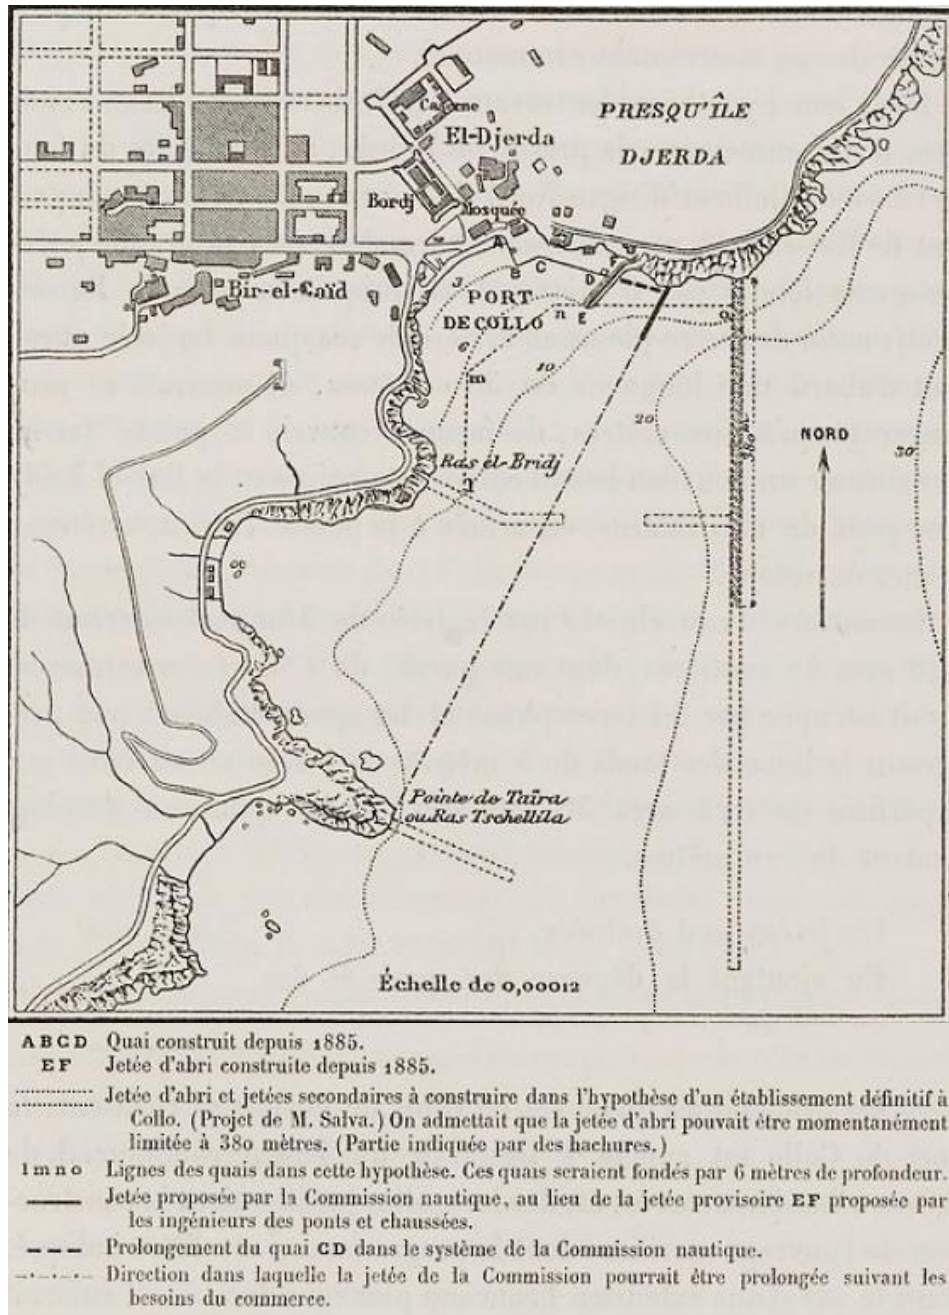 PRESQU'ÎLE
DJERDA
Caserne
El-Djerda
Bordj
Mosquée
Bir-el-Caïd
A
B
C
D
F
E
3
PORT
DE COLLO
n
o
6
m
10
20
30
380
NORD
Ras el-Bridj
l
Pointe de Taïra
ou Ras Tschellila
Échelle de 0,00012
ABCD Quai construit depuis 1885.
EF Jetée d'abri construite depuis 1885.
Jetée d'abri et jetées secondaires à construire dans l'hypothèse d'un établissement définitif à
Collo. (Projet de M. Salva.) On admettait que la jetée d'abri pouvait être momentanément
limitée à 380 mètres. (Partie indiquée par des hachures.)
lmno Lignes des quais dans cette hypothèse. Ces quais seraient fondés par 6 mètres de profondeur.
Jetée proposée par la Commission nautique, au lieu de la jetée provisoire EF proposée par
les ingénieurs des ponts et chaussées.
Prolongement du quai CD dans le système de la Commission nautique.
Direction dans laquelle la jetée de la Commission pourrait être prolongée suivant les
besoins du commerce.